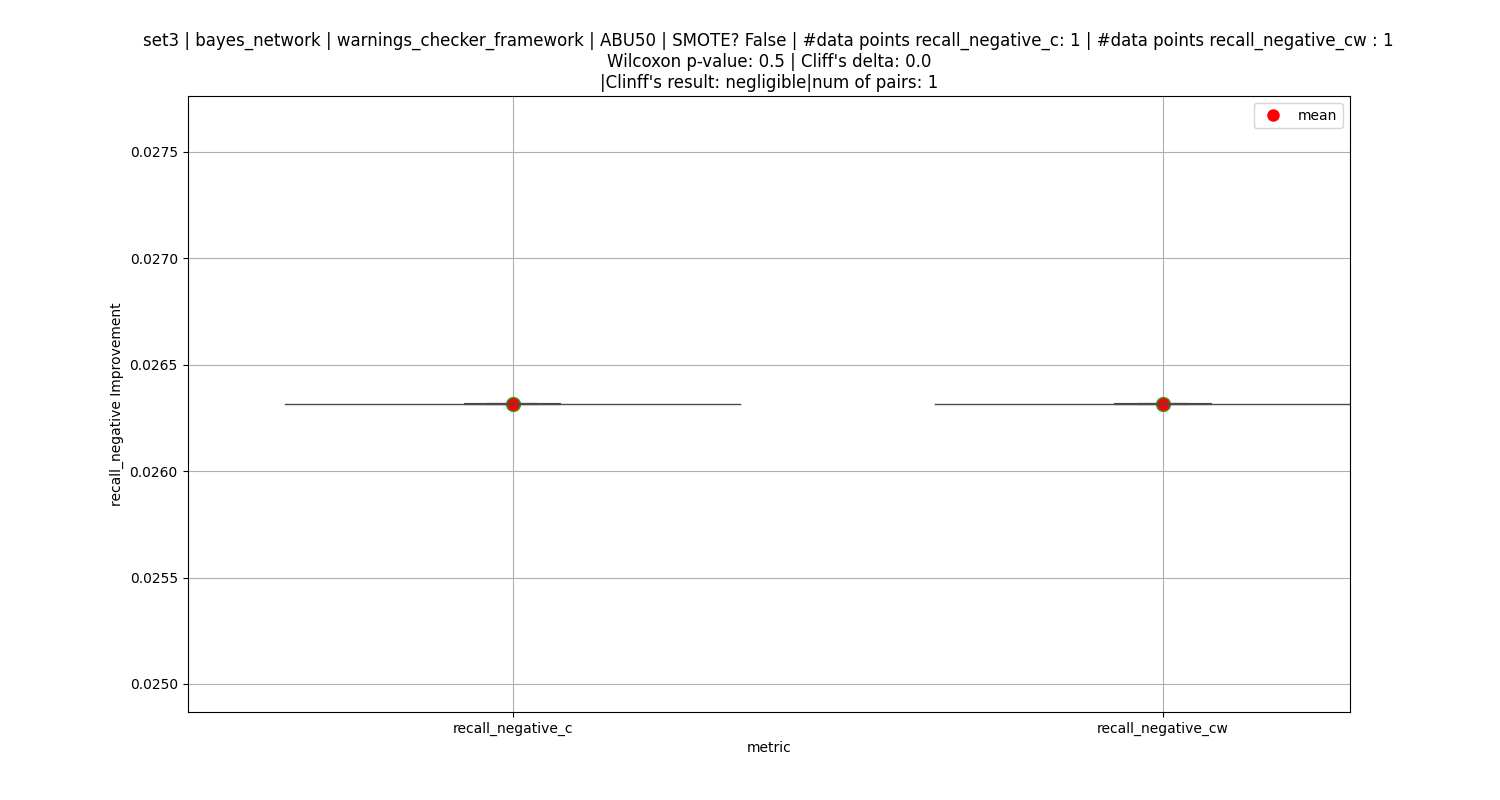 set3 | bayes_network | warnings_checker_framework | ABU50 | SMOTE? False | #data points recall_negative_c: 1 | #data points recall_negative_cw : 1
Wilcoxon p-value: 0.5 | Cliff's delta: 0.0
|Clinff's result: negligible|num of pairs: 1
mean
0.0275
0.0270
0.0265
0.0260
0.0255
0.0250
recall_negative Improvement
recall_negative_c
recall_negative_cw
metric